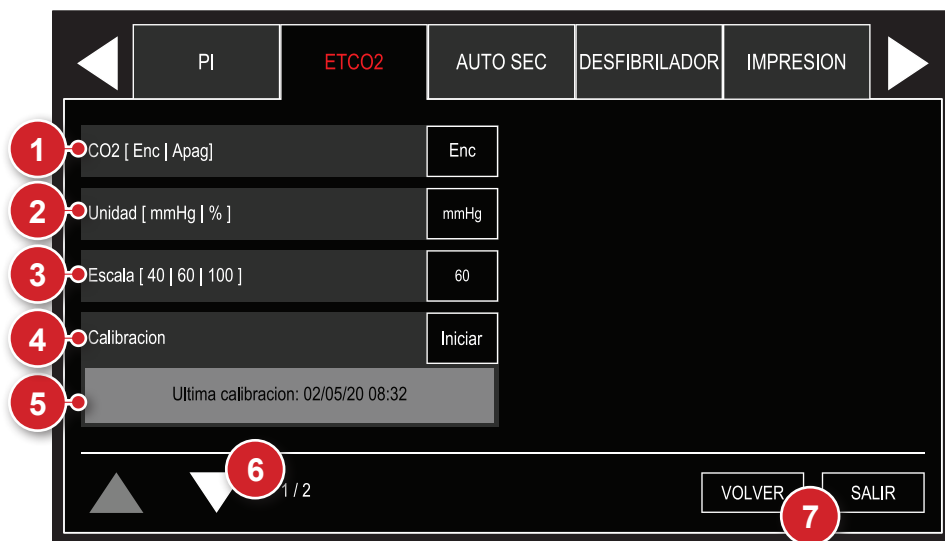 PI ETCO2 AUTO SEC DESFIBRILADOR IMPRESION
1 CO2 [ Enc | Apag] Enc
2 Unidad [ mmHg | % ] mmHg
3 Escala [ 40 | 60 | 100 ] 60
4 Calibracion Iniciar
5 Ultima calibracion: 02/05/20 08:32
6 1 / 2 VOLVER SALIR
7